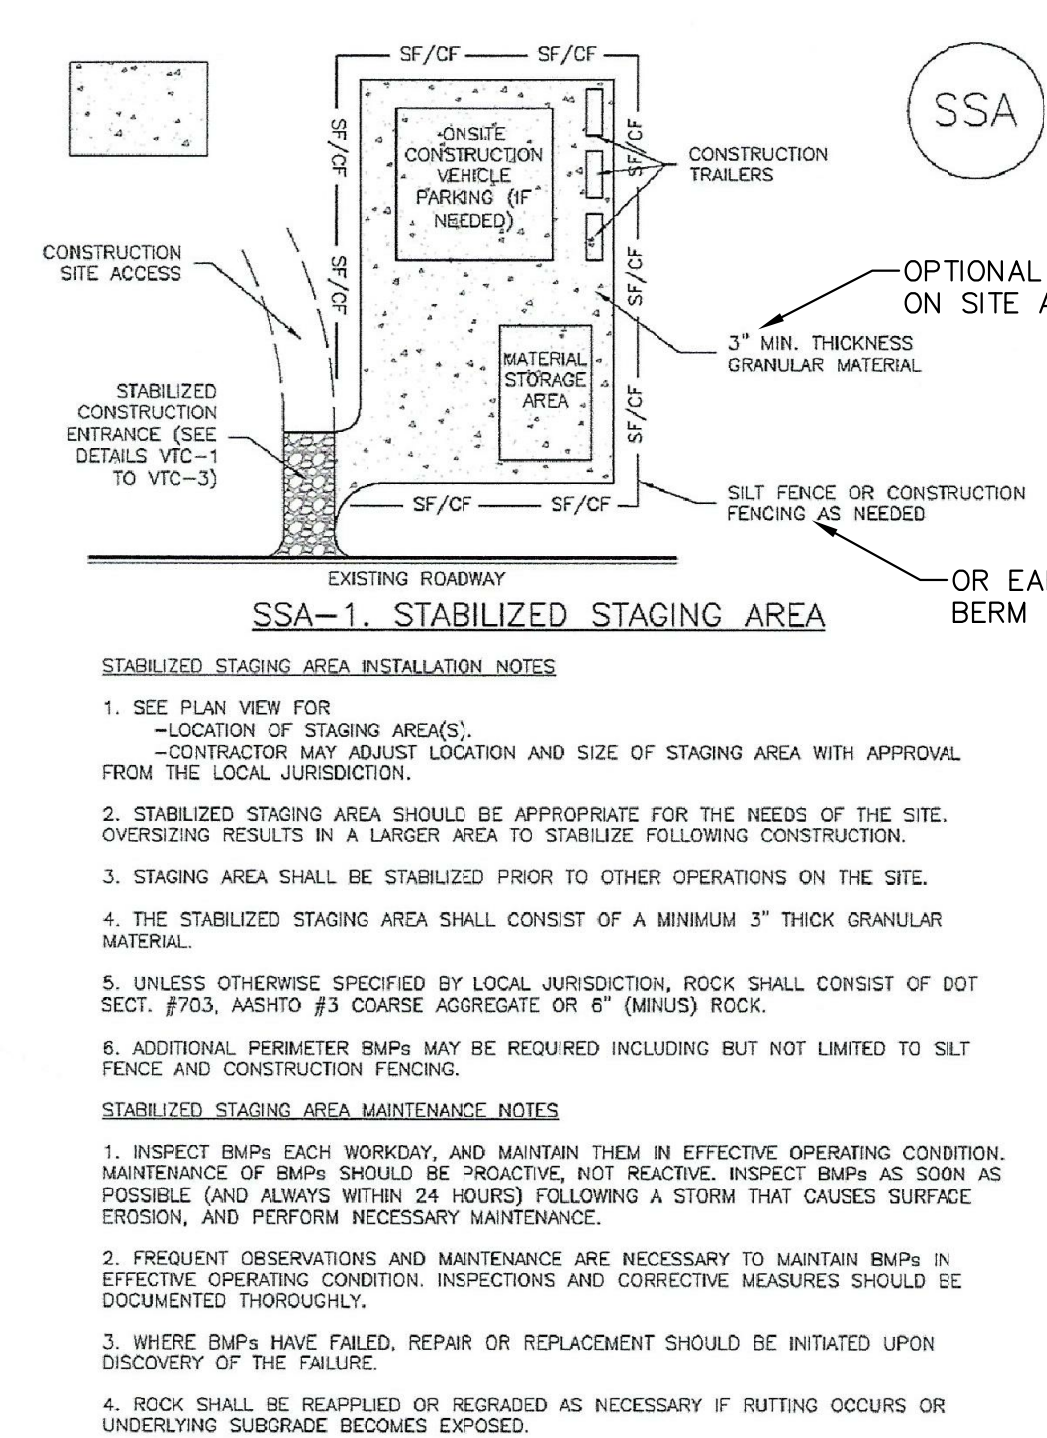 SF/CF SF/CF
SSA
SF/CF
SF/CF
ONSITE
CONSTRUCTION
VEHICLE
PARKING (IF
NEEDED)
CONSTRUCTION
TRAILERS
CONSTRUCTION
SITE ACCESS
SF/CF
SF/CF
OPTIONAL
ON SITE
3" MIN. THICKNESS
GRANULAR MATERIAL
MATERIAL
STORAGE
AREA
SF/CF
STABILIZED
CONSTRUCTION
ENTRANCE (SEE
DETAILS VTC-1
TO VTC-3)
SF/CF SF/CF
SILT FENCE OR CONSTRUCTION
FENCING AS NEEDED
OR
BERM
EXISTING ROADWAY
SSA-1. STABILIZED STAGING AREA
STABILIZED STAGING AREA INSTALLATION NOTES
1. SEE PLAN VIEW FOR
-LOCATION OF STAGING AREA(S).
-CONTRACTOR MAY ADJUST LOCATION AND SIZE OF STAGING AREA WITH APPROVAL
FROM THE LOCAL JURISDICTION.
2. STABILIZED STAGING AREA SHOULD BE APPROPRIATE FOR THE NEEDS OF THE SITE.
OVERSIZING RESULTS IN A LARGER AREA TO STABILIZE FOLLOWING CONSTRUCTION.
3. STAGING AREA SHALL BE STABILIZED PRIOR TO OTHER OPERATIONS ON THE SITE.
4. THE STABILIZED STAGING AREA SHALL CONSIST OF A MINIMUM 3" THICK GRANULAR
MATERIAL.
5. UNLESS OTHERWISE SPECIFIED BY LOCAL JURISDICTION, ROCK SHALL CONSIST OF DOT
SECT. #703, AASHTO #3 COARSE AGGREGATE OR 6" (MINUS) ROCK.
6. ADDITIONAL PERIMETER BMPs MAY BE REQUIRED INCLUDING BUT NOT LIMITED TO SILT
FENCE AND CONSTRUCTION FENCING.
STABILIZED STAGING AREA MAINTENANCE NOTES
1. INSPECT BMPs EACH WORKDAY, AND MAINTAIN THEM IN EFFECTIVE OPERATING CONDITION.
MAINTENANCE OF BMPs SHOULD BE PROACTIVE, NOT REACTIVE. INSPECT BMPs AS SOON AS
POSSIBLE (AND ALWAYS WITHIN 24 HOURS) FOLLOWING A STORM THAT CAUSES SURFACE
EROSION, AND PERFORM NECESSARY MAINTENANCE.
2. FREQUENT OBSERVATIONS AND MAINTENANCE ARE NECESSARY TO MAINTAIN BMPs IN
EFFECTIVE OPERATING CONDITION. INSPECTIONS AND CORRECTIVE MEASURES SHOULD BE
DOCUMENTED THOROUGHLY.
3. WHERE BMPs HAVE FAILED, REPAIR OR REPLACEMENT SHOULD BE INITIATED UPON
DISCOVERY OF THE FAILURE.
4. ROCK SHALL BE REAPPLIED OR REGRADED AS NECESSARY IF RUTTING OCCURS OR
UNDERLYING SUBGRADE BECOMES EXPOSED.